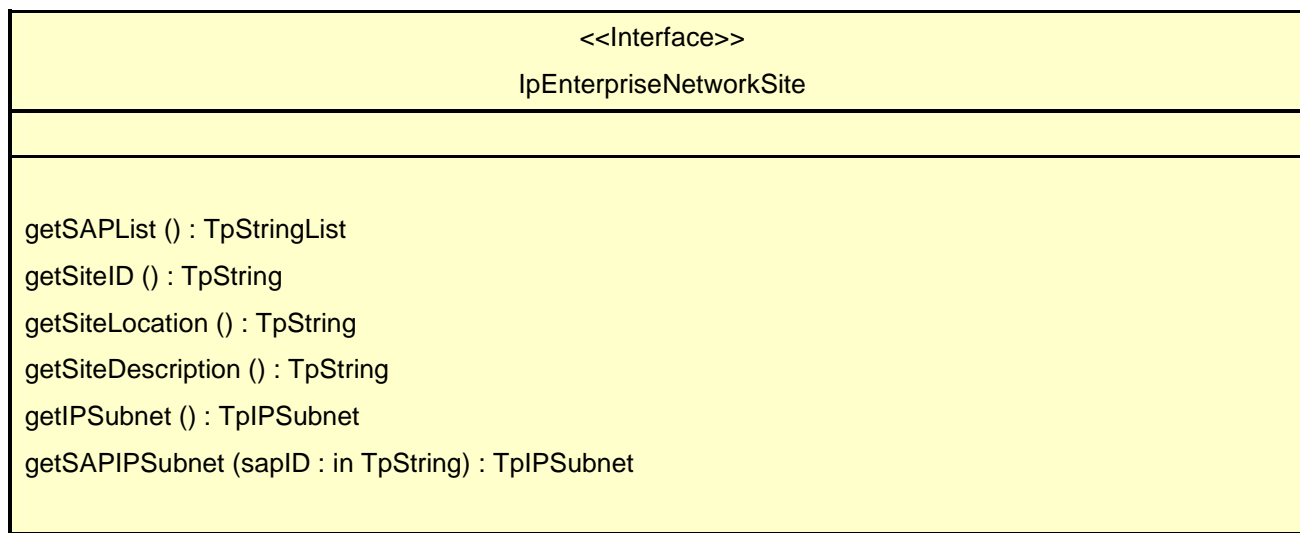 <<Interface>>
IpEnterpriseNetworkSite
getSAPList () : TpStringList
getSiteID () : TpString
getSiteLocation () : TpString
getSiteDescription () : TpString
getIPSubnet () : TpIPSubnet
getSAPIPSubnet (sapID : in TpString) : TpIPSubnet